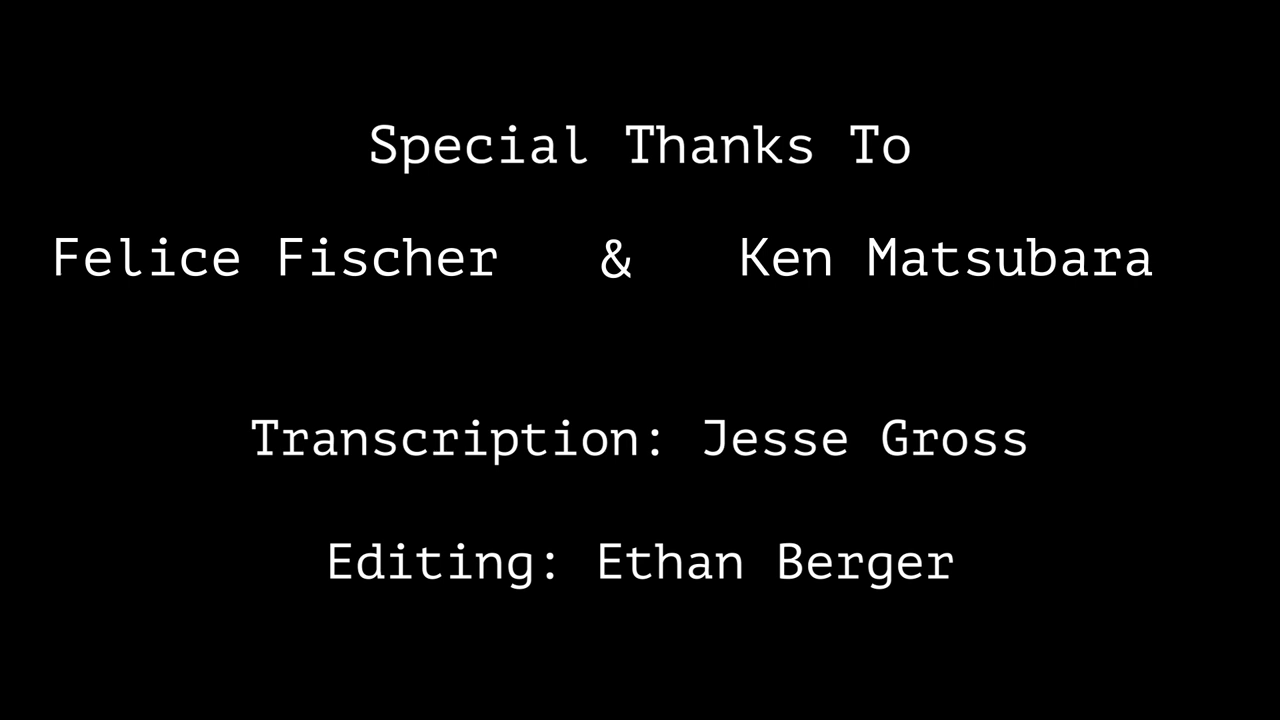 Special Thanks To
Felice Fischer & Ken Matsubara
Transcription: Jesse Gross
Editing: Ethan Berger